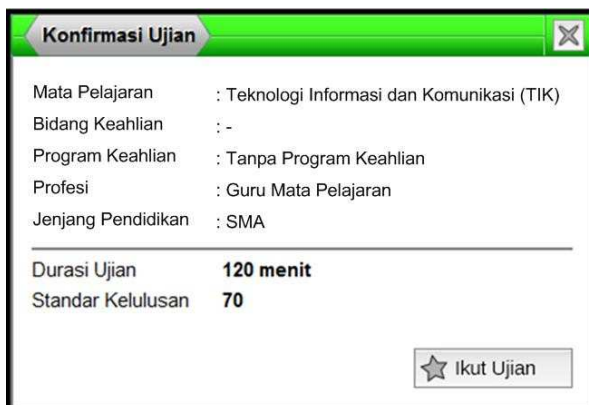 Konfirmasi Ujian
Mata Pelajaran : Teknologi Informasi dan Komunikasi (TIK)
Bidang Keahlian : -
Program Keahlian : Tanpa Program Keahlian
Profesi : Guru Mata Pelajaran
Jenjang Pendidikan : SMA
Durasi Ujian 120 menit
Standar Kelulusan 70
Ikut Ujian